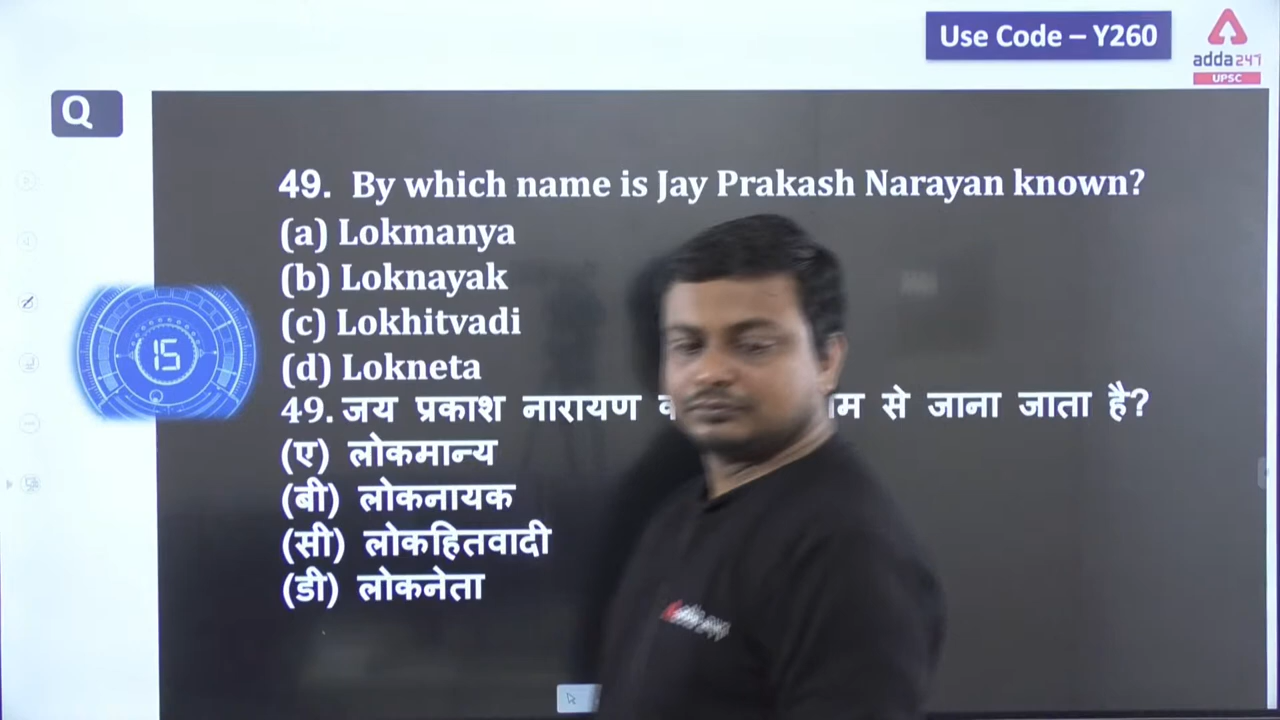 Use Code – Y260
adda247
UPSC
Q
49. By which name is Jay Prakash Narayan known?
(a) Lokmanya
(b) Loknayak
(c) Lokhitvadi
(d) Lokneta
15
49. जय प्रकाश नारायण से जाना जाता है?
(ए) लोकमान्य
(बी) लोकनायक
(सी) लोकहितवादी
(डी) लोकनेता